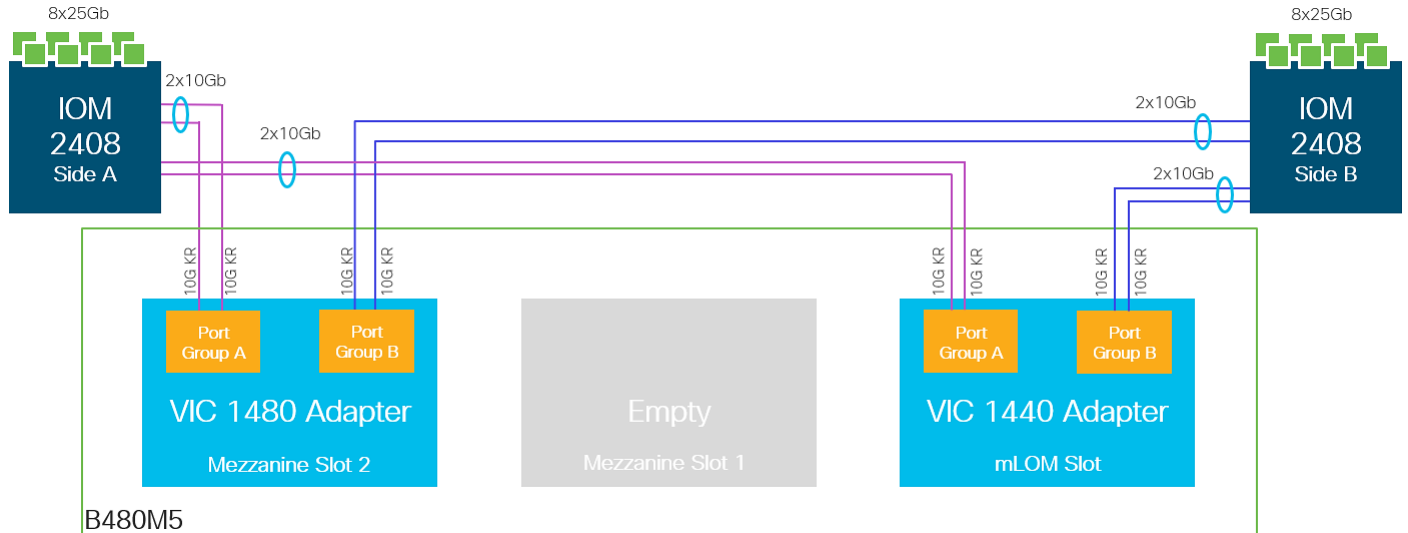 8x25Gb
8x25Gb
IOM
2408
Side A
2x10Gb
2x10Gb
2x10Gb
2x10Gb
IOM
2408
Side B
10G KR
10G KR
10G KR
10G KR
10G KR
10G KR
10G KR
10G KR
Port
Group A
Port
Group B
VIC 1480 Adapter
Mezzanine Slot 2
Empty
Mezzanine Slot 1
Port
Group A
Port
Group B
VIC 1440 Adapter
mLOM Slot
B480M5